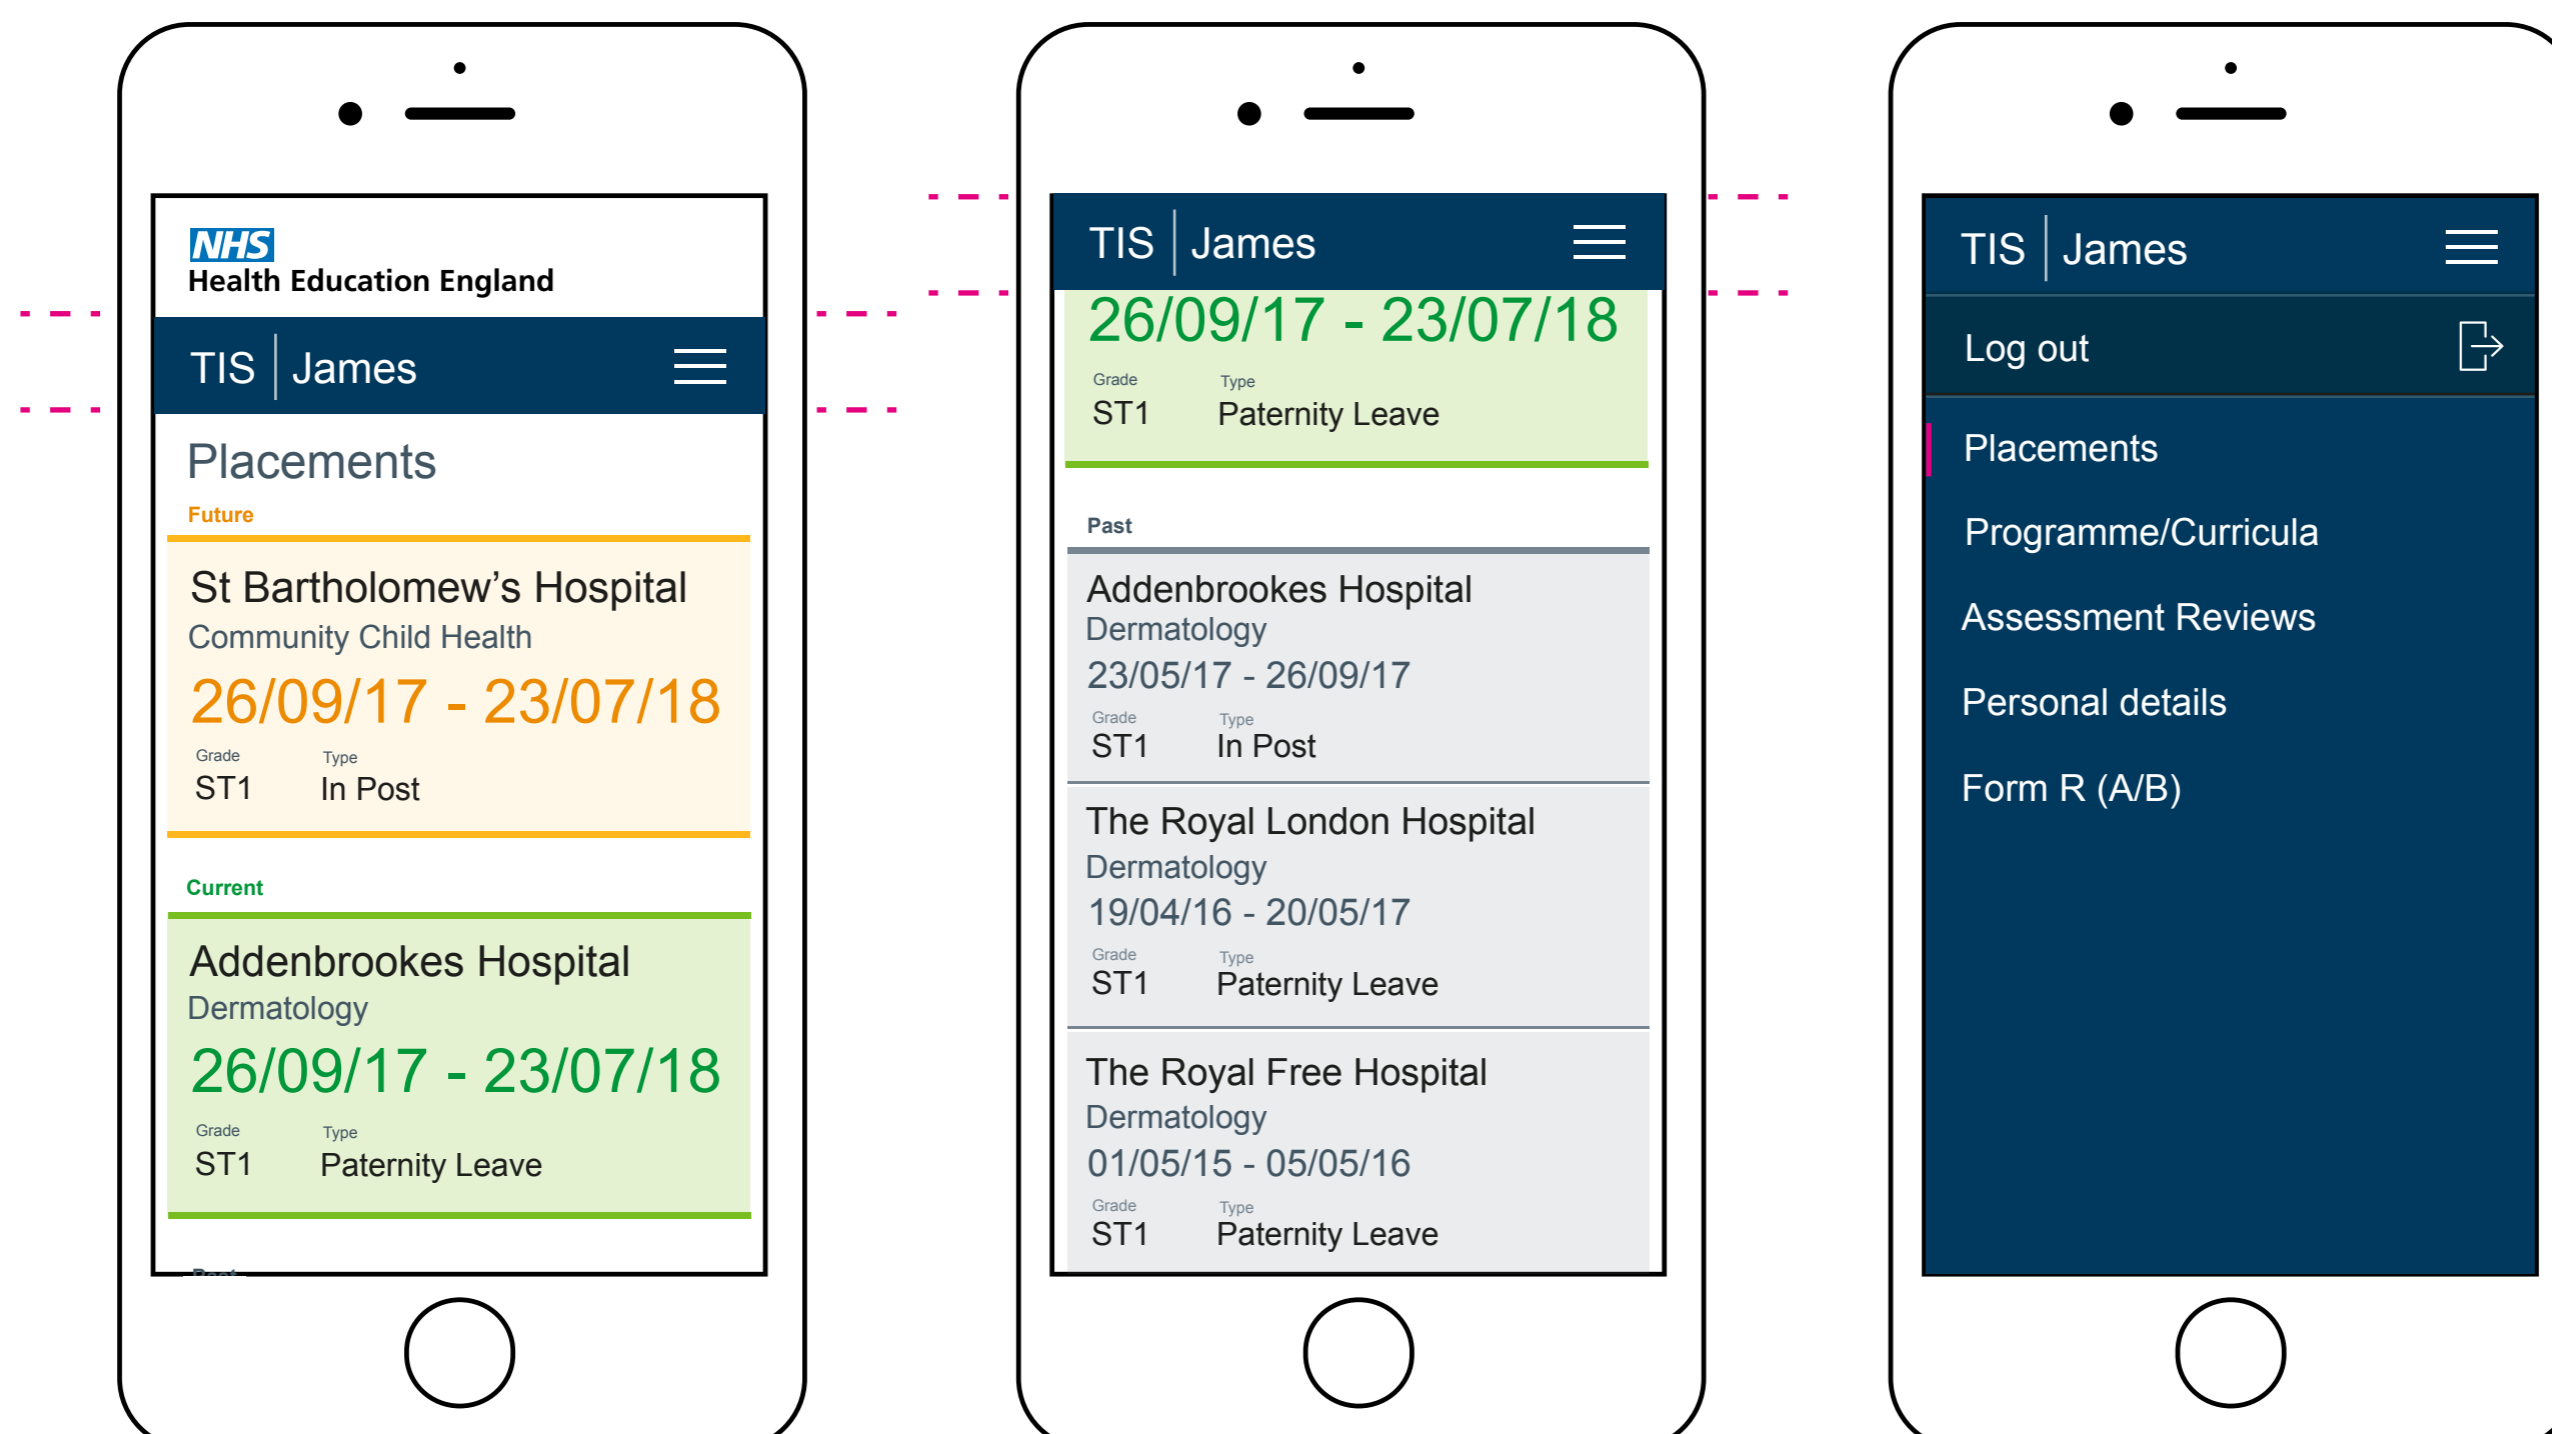 NHS
Health Education England
TIS James
Placements
Future
St Bartholomew’s Hospital
Community Child Health
26/09/17 - 23/07/18
Grade Type
ST1 In Post
Current
Addenbrookes Hospital
Dermatology
26/09/17 - 23/07/18
Grade Type
ST1 Paternity Leave
Past
TIS James
26/09/17 - 23/07/18
Grade Type
ST1 Paternity Leave
Past
Addenbrookes Hospital
Dermatology
23/05/17 - 26/09/17
Grade Type
ST1 In Post
The Royal London Hospital
Dermatology
19/04/16 - 20/05/17
Grade Type
ST1 Paternity Leave
The Royal Free Hospital
Dermatology
01/05/15 - 05/05/16
Grade Type
ST1 Paternity Leave
TIS James
Log out
Placements
Programme/Curricula
Assessment Reviews
Personal details
Form R (A/B)